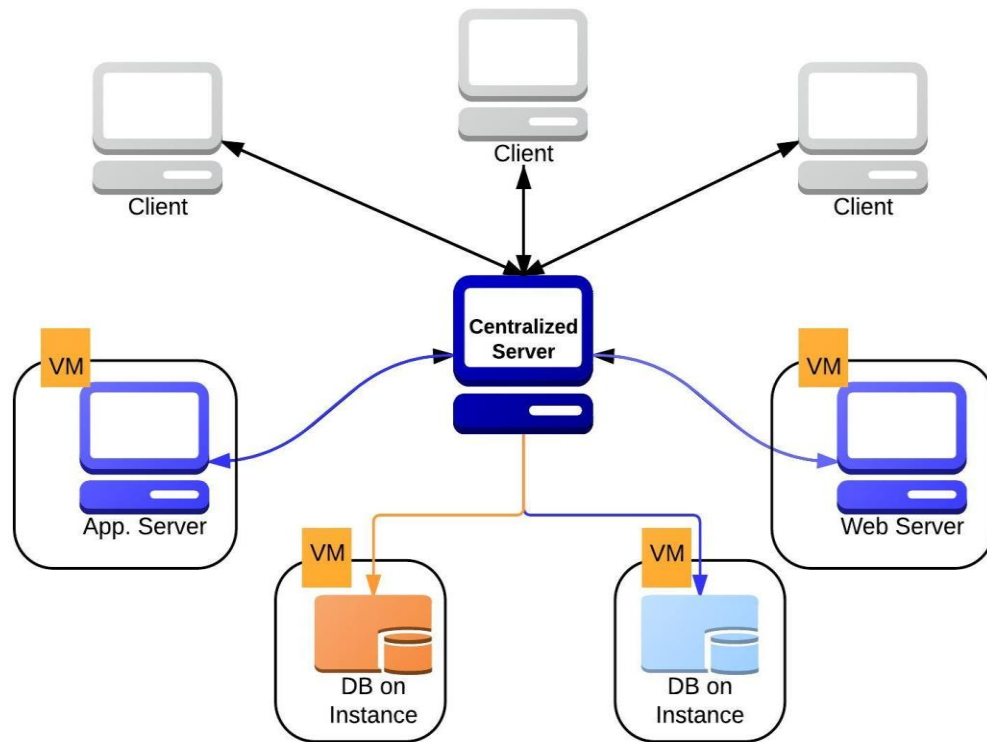 Client
Client
Client
Centralized
Server
VM
App. Server
VM
Web Server
VM
DB on
Instance
VM
DB on
Instance